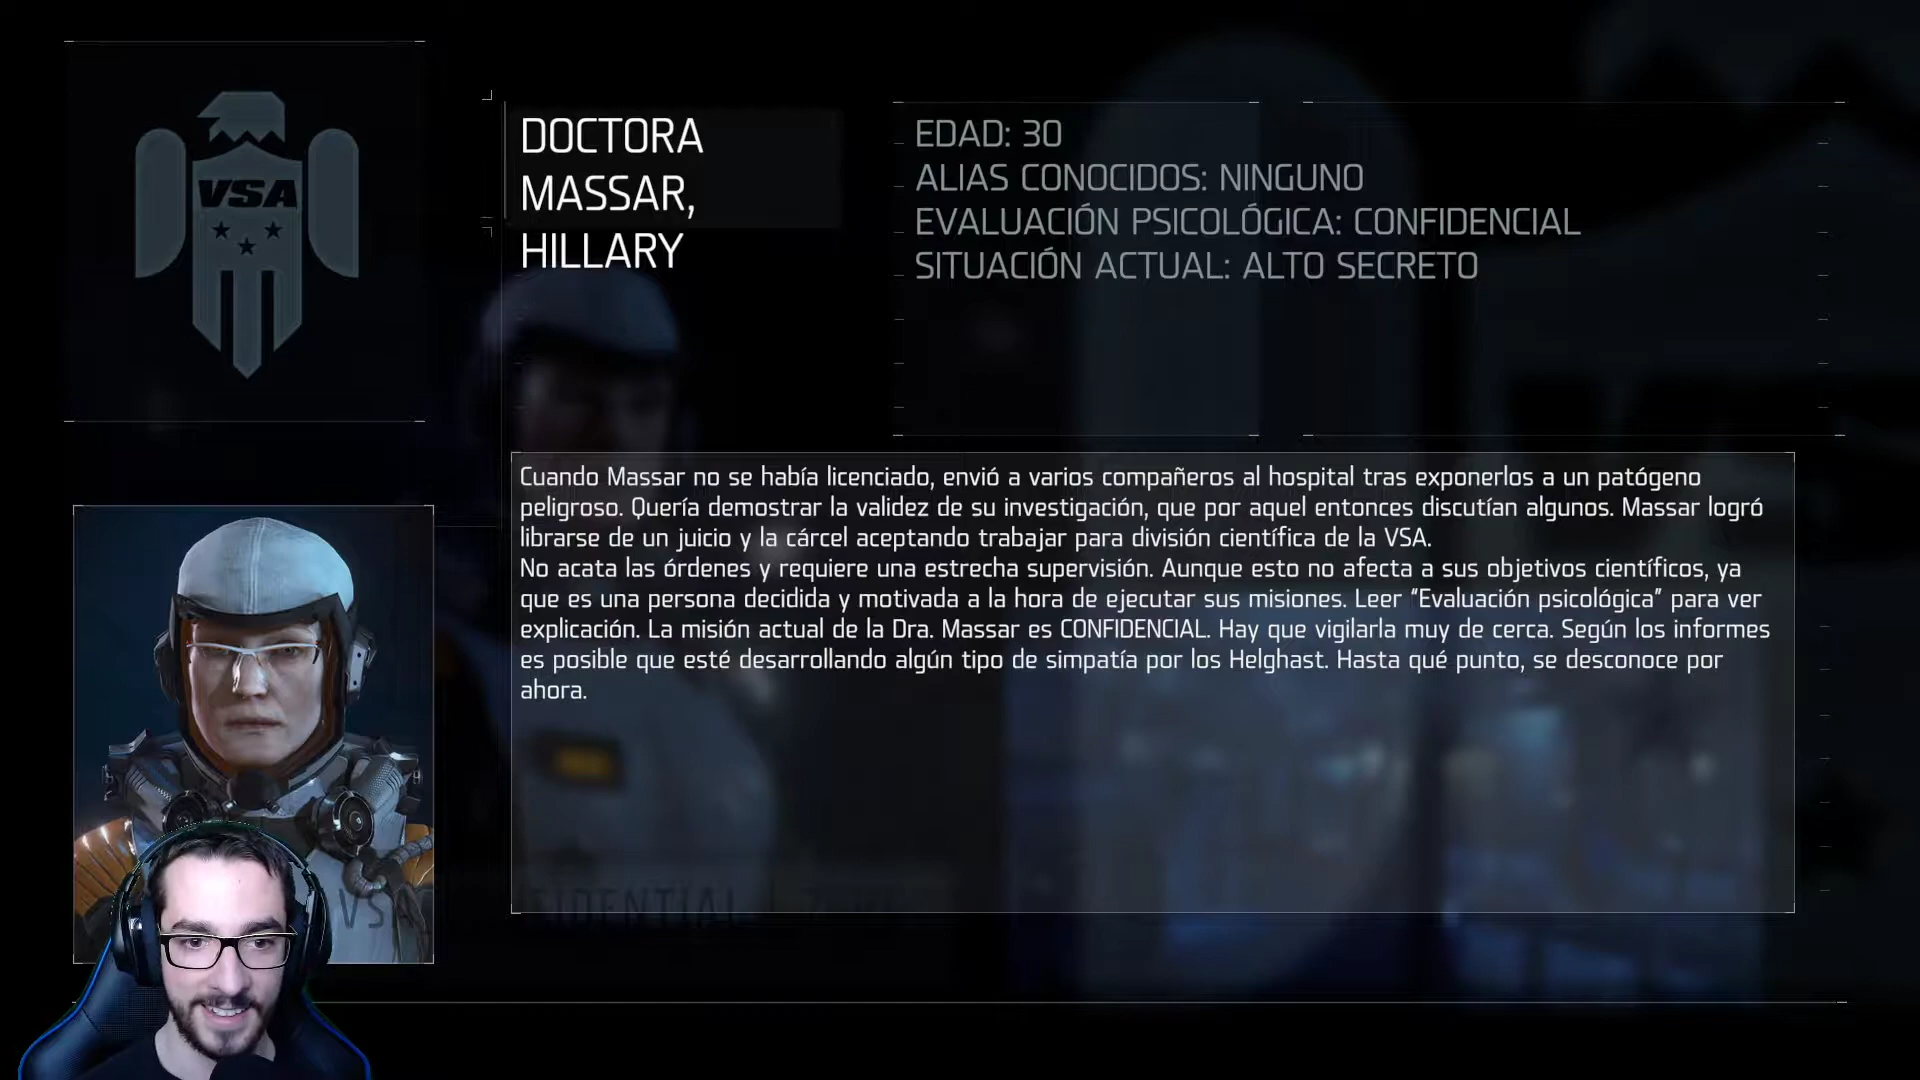 VSA
DOCTORA
MASSAR,
HILLARY
EDAD: 30
ALIAS CONOCIDOS: NINGUNO
EVALUACIÓN PSICOLÓGICA: CONFIDENCIAL
SITUACIÓN ACTUAL: ALTO SECRETO
Cuando Massar no se había licenciado, envió a varios compañeros al hospital tras exponerlos a un patógeno
peligroso. Quería demostrar la validez de su investigación, que por aquel entonces discutían algunos. Massar logró
librarse de un juicio y la cárcel aceptando trabajar para división científica de la VSA.
No acata las órdenes y requiere una estrecha supervisión. Aunque esto no afecta a sus objetivos científicos, ya
que es una persona decidida y motivada a la hora de ejecutar sus misiones. Leer “Evaluación psicológica” para ver
explicación. La misión actual de la Dra. Massar es CONFIDENCIAL. Hay que vigilarla muy de cerca. Según los informes
es posible que esté desarrollando algún tipo de simpatía por los Helghast. Hasta qué punto, se desconoce por
ahora.